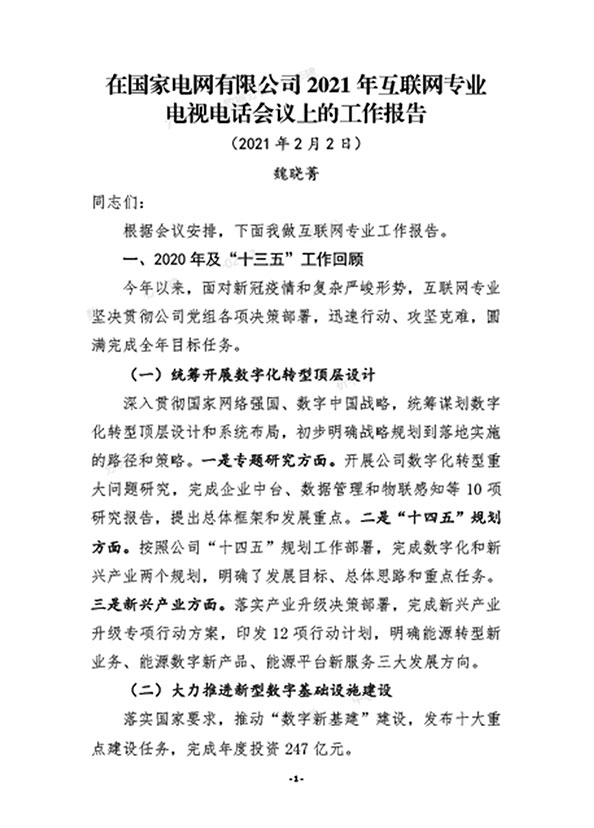 在国家电网有限公司 2021 年互联网专业
电视电话会议上的工作报告
（2021 年 2 月 2 日）
魏晓菁
同志们：
根据会议安排，下面我做互联网专业工作报告。
一、2020 年及“十三五”工作回顾
今年以来，面对新冠疫情和复杂严峻形势，互联网专业
坚决贯彻公司党组各项决策部署，迅速行动、攻坚克难，圆
满完成全年目标任务。
（一）统筹开展数字化转型顶层设计
深入贯彻国家网络强国、数字中国战略，统筹谋划数字
化转型顶层设计和系统布局，初步明确战略规划到落地实施
的路径和策略。一是专题研究方面。开展公司数字化转型重
大问题研究，完成企业中台、数据管理和物联感知等 10 项
研究报告，提出总体框架和发展重点。二是“十四五”规划
方面。按照公司“十四五”规划工作部署，完成数字化和新
兴产业两个规划，明确了发展目标、总体思路和重点任务。
三是新兴产业方面。落实产业升级决策部署，完成新兴产业
升级专项行动方案，印发 12 项行动计划，明确能源转型新
业务、能源数字新产品、能源平台新服务三大发展方向。
（二）大力推进新型数字基础设施建设
落实国家要求，推动“数字新基建”建设，发布十大重
点建设任务，完成年度投资 247 亿元。
-1-